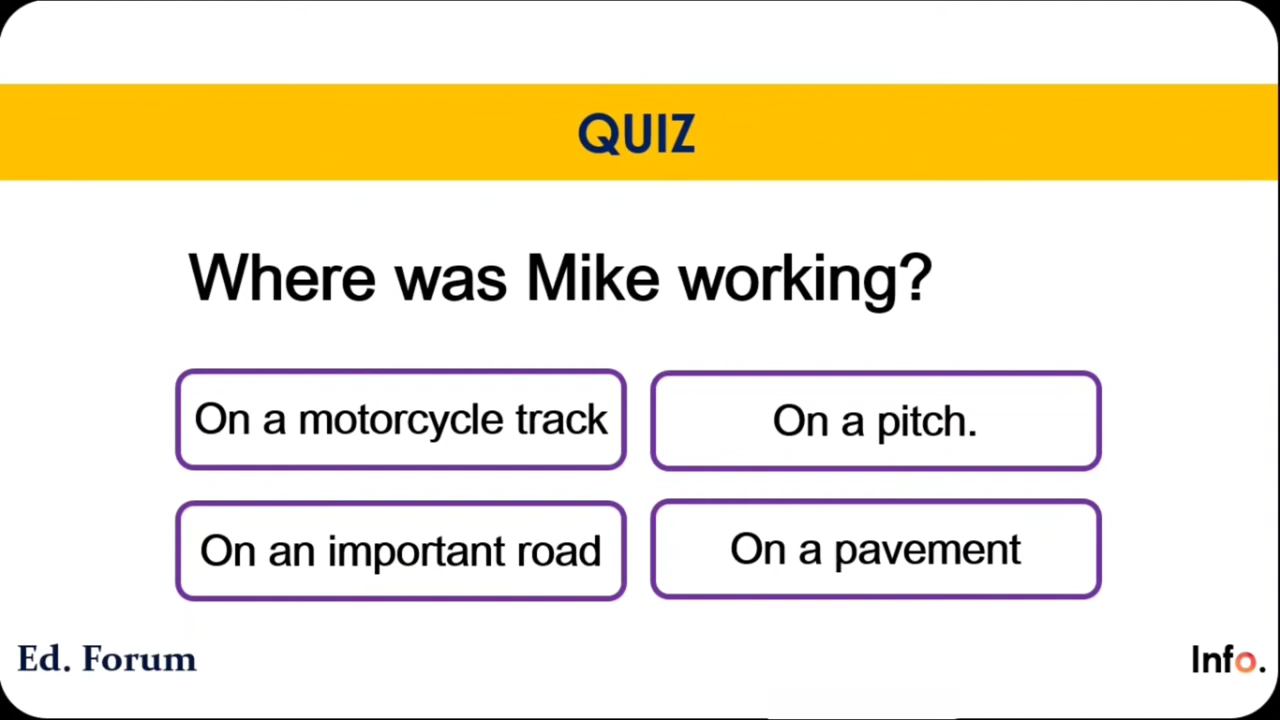 QUIZ
Where was Mike working?
On a motorcycle track
On a pitch.
On an important road
On a pavement
Ed. Forum
Info.